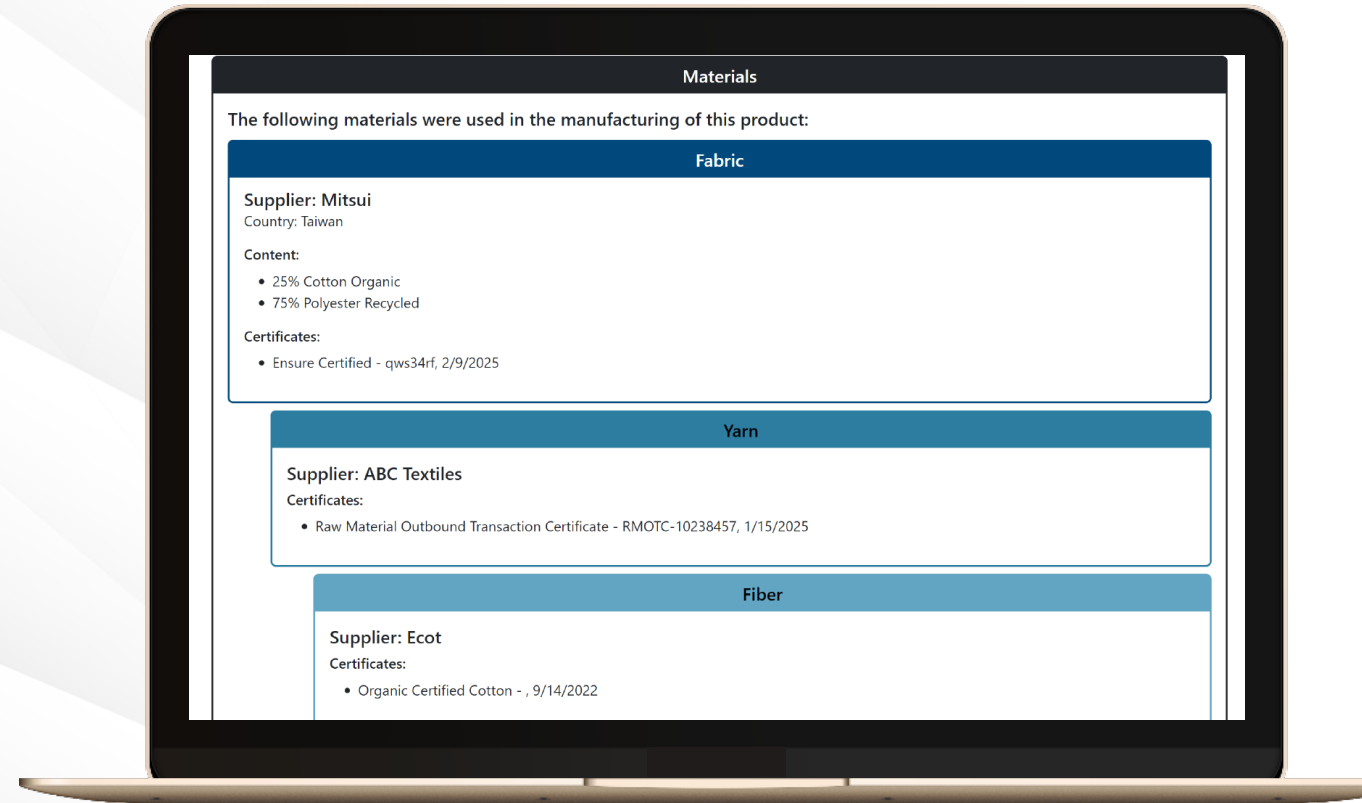 Materials
The following materials were used in the manufacturing of this product:
Fabric
Supplier: Mitsui
Country: Taiwan
Content:
• 25% Cotton Organic
• 75% Polyester Recycled
Certificates:
• Ensure Certified - qws34rf, 2/9/2025
Yarn
Supplier: ABC Textiles
Certificates:
• Raw Material Outbound Transaction Certificate - RMOTC-10238457, 1/15/2025
Fiber
Supplier: Ecot
Certificates:
• Organic Certified Cotton - , 9/14/2022